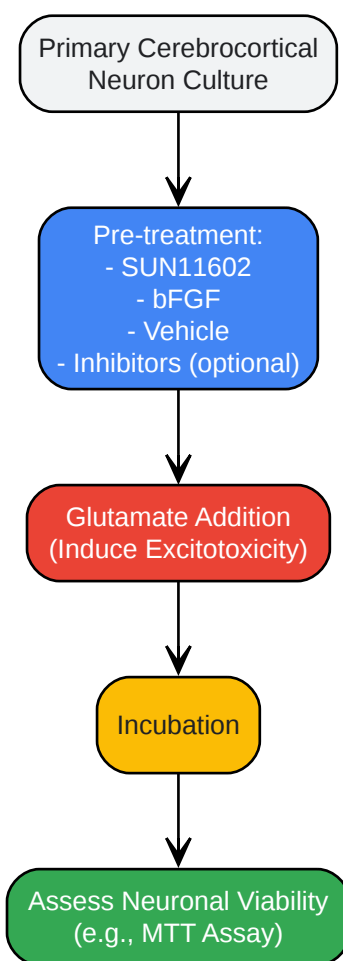 Primary Cerebrocortical
Neuron Culture
Pre-treatment:
- SUN11602
- bFGF
- Vehicle
- Inhibitors (optional)
Glutamate Addition
(Induce Excitotoxicity)
Incubation
Assess Neuronal Viability
(e.g., MTT Assay)